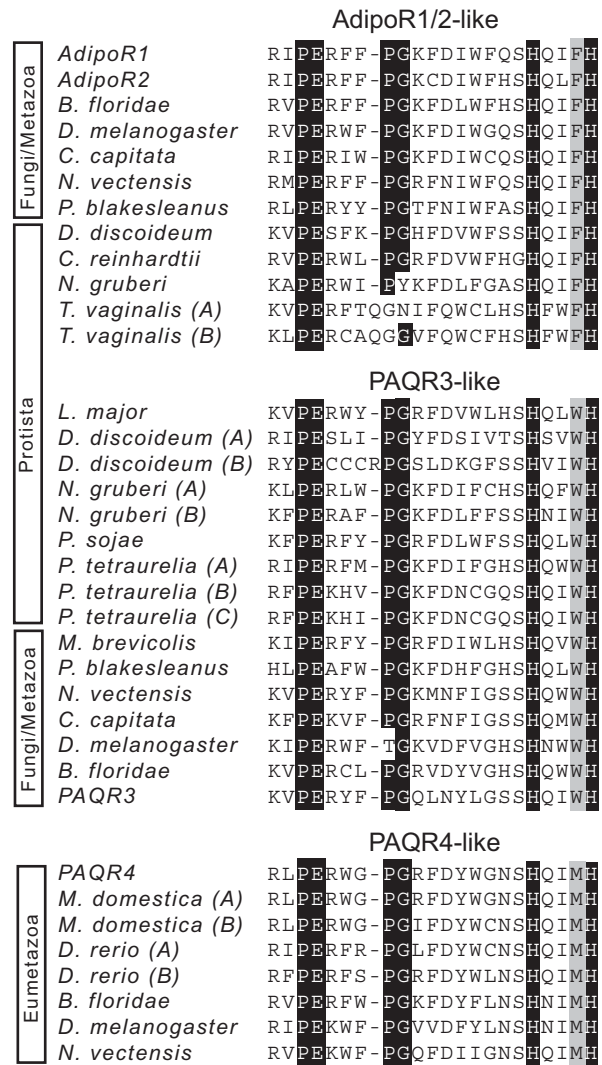 AdipoR1/2-like
Fungi/Metazoa
AdipoR1 RIPERFF-PGKFDIWFQSHQIFH
AdipoR2 RIPERFF-PGKCDIWFHSHQLFH
B. floridae RVPERFF-PGKFDLWFHSHQIFH
D. melanogaster RVPERWF-PGKFDIWGQSHQIFH
C. capitata RIPERIW-PGKFDIWCQSHQIFH
N. vectensis RMPERFF-PGRFNIWFQSHQIFH
P. blakesleanus RLPERYY-PGTFNIWFASHQIFH
Protista
D. discoideum KVPESFK-PGHFDVWFSSHQIFH
C. reinhardtii RVPERWL-PGRFDVWFHGHQIFH
N. gruberi KAPERWI-PYKFDLFGASHQIFH
T. vaginalis (A) KVPERFTQGNIFQWCLHSHFWFH
T. vaginalis (B) KLPERCAQGGVFQWCFHSHFWFH
PAQR3-like
L. major KVPERWY-PGRFDVWLHSHQLWH
D. discoideum (A) RIPESLI-PGYFDSIVTSHSVWH
D. discoideum (B) RYPECCCRPGSLDKGFSSHVIWH
N. gruberi (A) KLPERLW-PGKFDIFCHSHQFWH
N. gruberi (B) KFPERAF-PGKFDLFFSSHNIWH
P. sojae KFPERFY-PGRFDLWFSSHQLWH
P. tetraurelia (A) RIPERFM-PGKFDIFGHSHQWWH
P. tetraurelia (B) RFPEKHV-PGKFDNCGQSHQIWH
P. tetraurelia (C) RFPEKHI-PGKFDNCGQSHQIWH
Fungi/Metazoa
M. brevicolis KIPERFY-PGRFDIWLHSHQVWH
P. blakesleanus HLPEAFW-PGKFDHFGHSHQLWH
N. vectensis KVPERYF-PGKMNFIGSSHQWWH
C. capitata KFPEKVF-PGRFNFIGSSHQMWH
D. melanogaster KIPERWF-TGKVDFVGHSHNWWH
B. floridae KVPERCL-PGRVDYVGHSHQWWH
PAQR3 KVPERYF-PGQLNYLGSSHQIWH
PAQR4-like
Eumetazoa
PAQR4 RLPERWG-PGRFDYWGNSHQIMH
M. domestica (A) RLPERWG-PGRFDYWCNSHQIMH
M. domestica (B) RLPERWG-PGIFDYWCNSHQIMH
D. rerio (A) RIPERFR-PGLFDYWCNSHQIMH
D. rerio (B) RFPERFS-PGRFDYWLNSHQIMH
B. floridae RVPERFW-PGKFDYFLNSHNIMH
D. melanogaster RIPEKWF-PGVVDFYLNSHNIMH
N. vectensis RVPEKWF-PGQFDIIGNSHQIMH